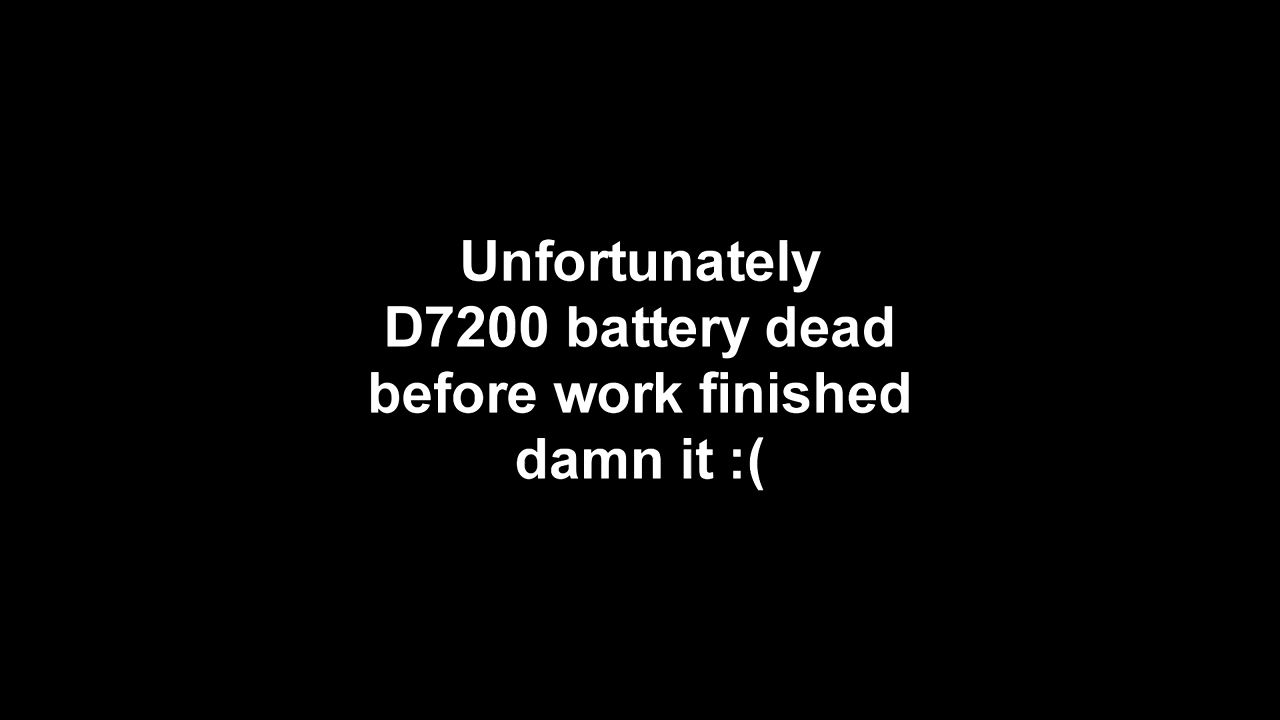 Unfortunately
D7200 battery dead
before work finished
damn it :(